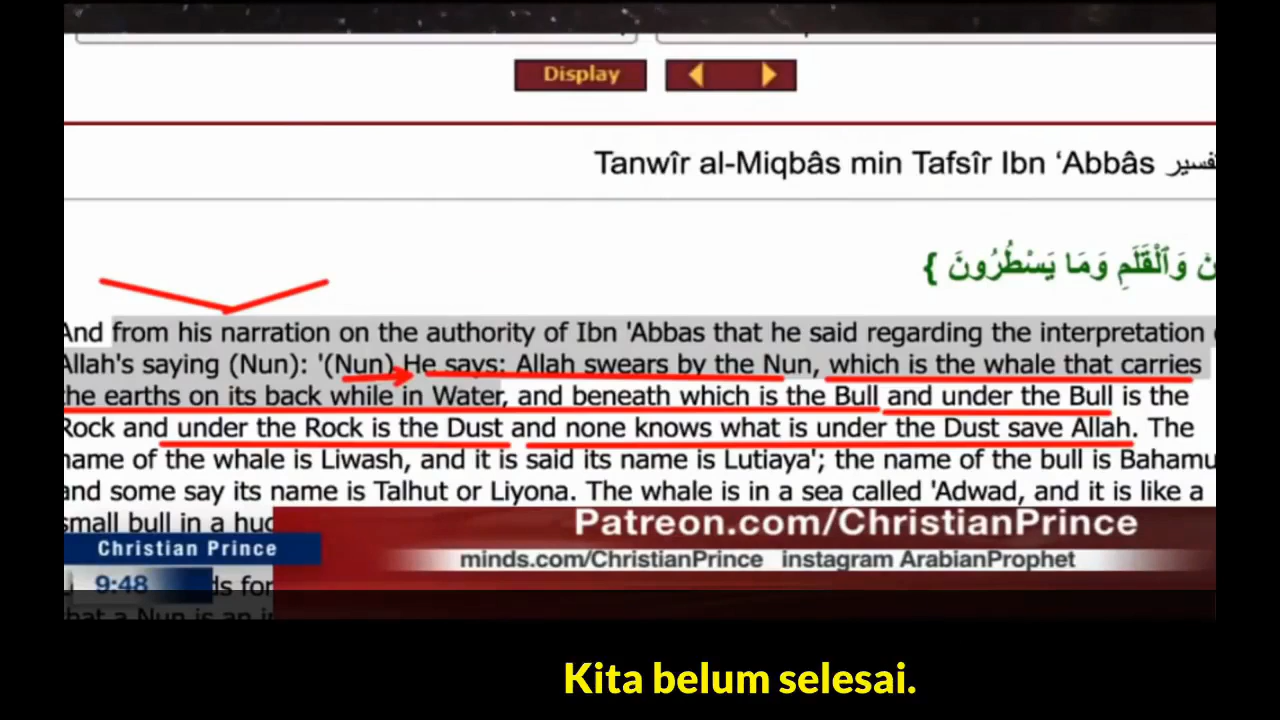 Display
Tanwîr al-Miqbâs min Tafsîr Ibn ‘Abbâs
وَٱلْقَلَمِ وَمَا يَسْطُرُونَ }
And from his narration on the authority of Ibn 'Abbas that he said regarding the interpretation
Allah's saying (Nun): '(Nun) He says: Allah swears by the Nun, which is the whale that carries
the earths on its back while in Water, and beneath which is the Bull and under the Bull is the
Rock and under the Rock is the Dust and none knows what is under the Dust save Allah. The
name of the whale is Liwash, and it is said its name is Lutiaya'; the name of the bull is Bahamu
and some say its name is Talhut or Liyona. The whale is in a sea called 'Adwad, and it is like a
small bull in a
Patreon.com/ChristianPrince
Christian Prince
minds.com/ChristianPrince instagram ArabianProphet
9:48
Kita belum selesai.